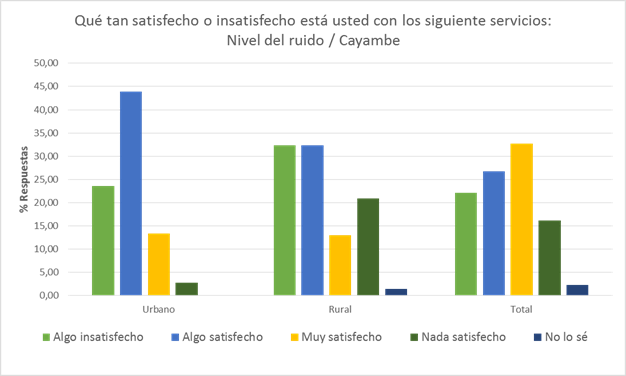 Qué tan satisfecho o insatisfecho está usted con los siguiente servicios:
Nivel del ruido / Cayambe
% Respuestas
50,00
45,00
40,00
35,00
30,00
25,00
20,00
15,00
10,00
5,00
0,00
Urbano Rural Total
Algo insatisfecho Algo satisfecho Muy satisfecho Nada satisfecho No lo sé